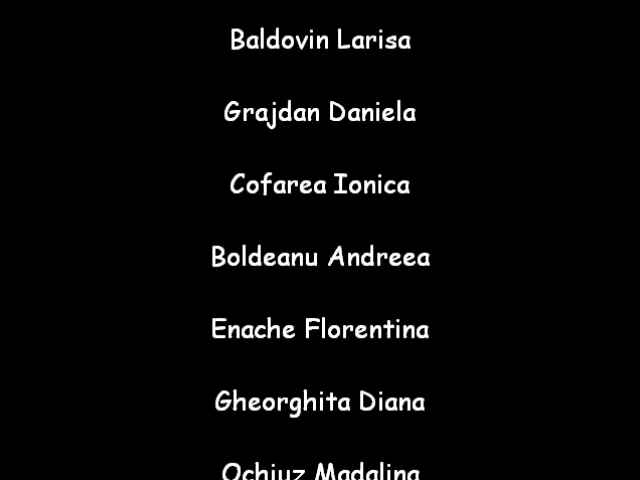 Baldovin Larisa
Grajdan Daniela
Cofarea Ionica
Boldeanu Andreea
Enache Florentina
Gheorghita Diana
Ochiuz Madalina